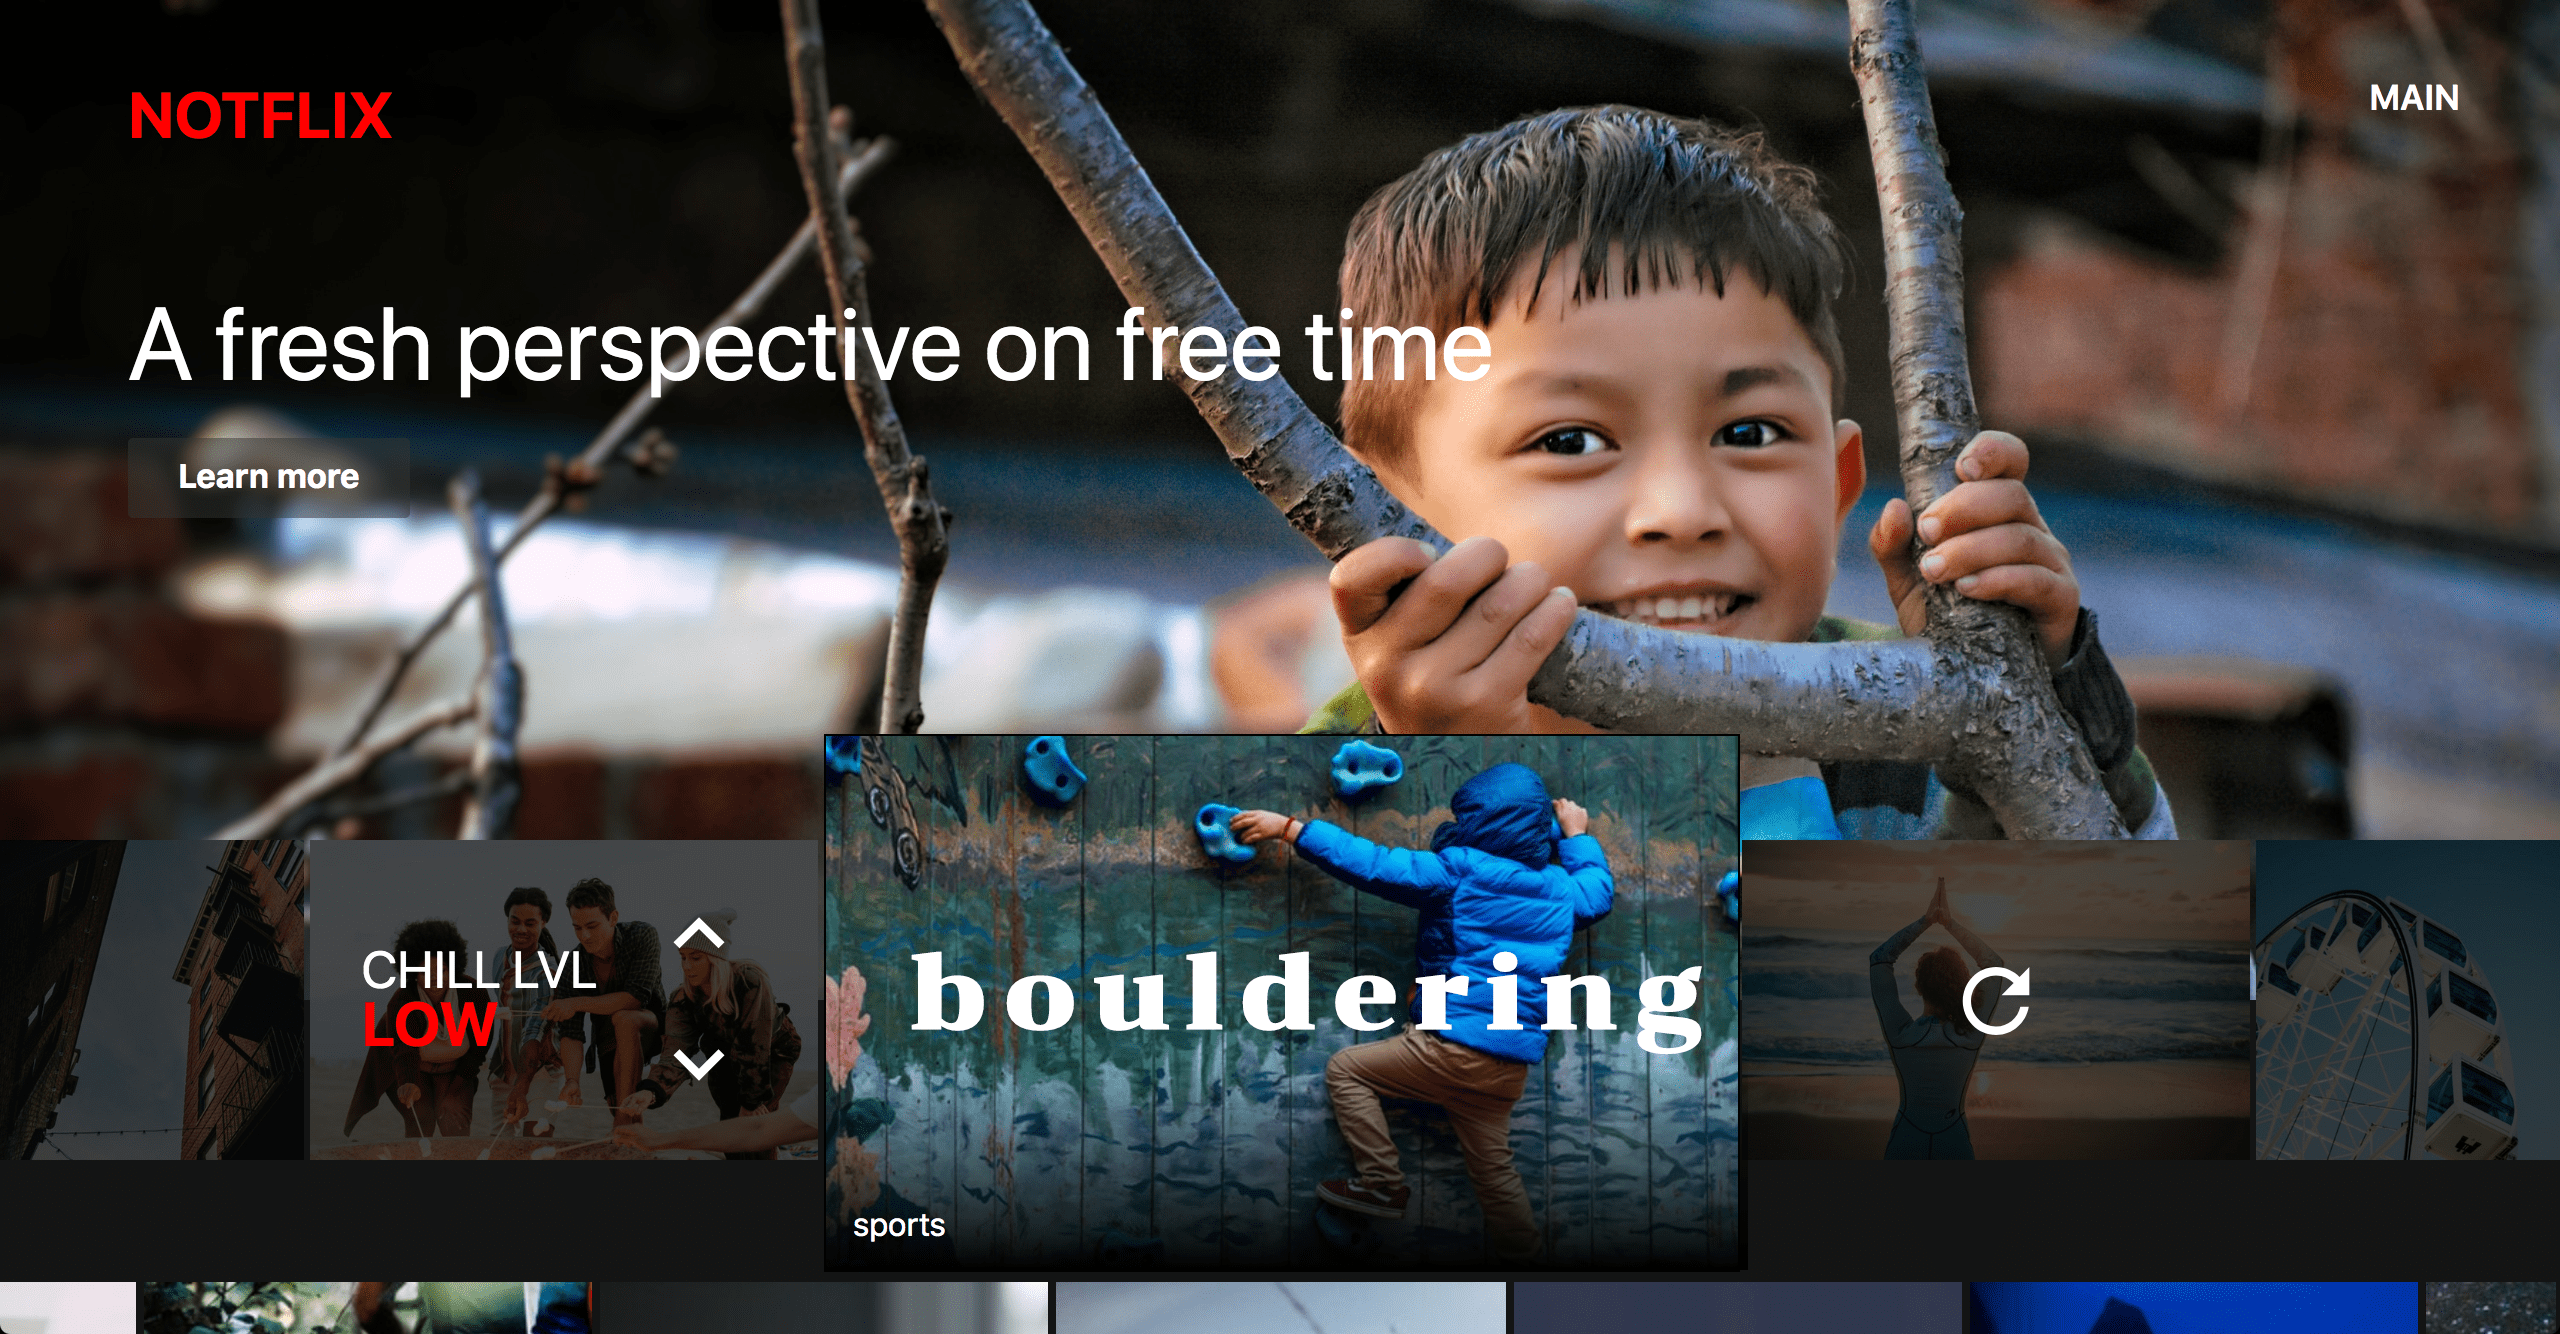 NOTFLIX
MAIN
A fresh perspective on free time
Learn more
CHILL LVL
LOW
bouldering
sports